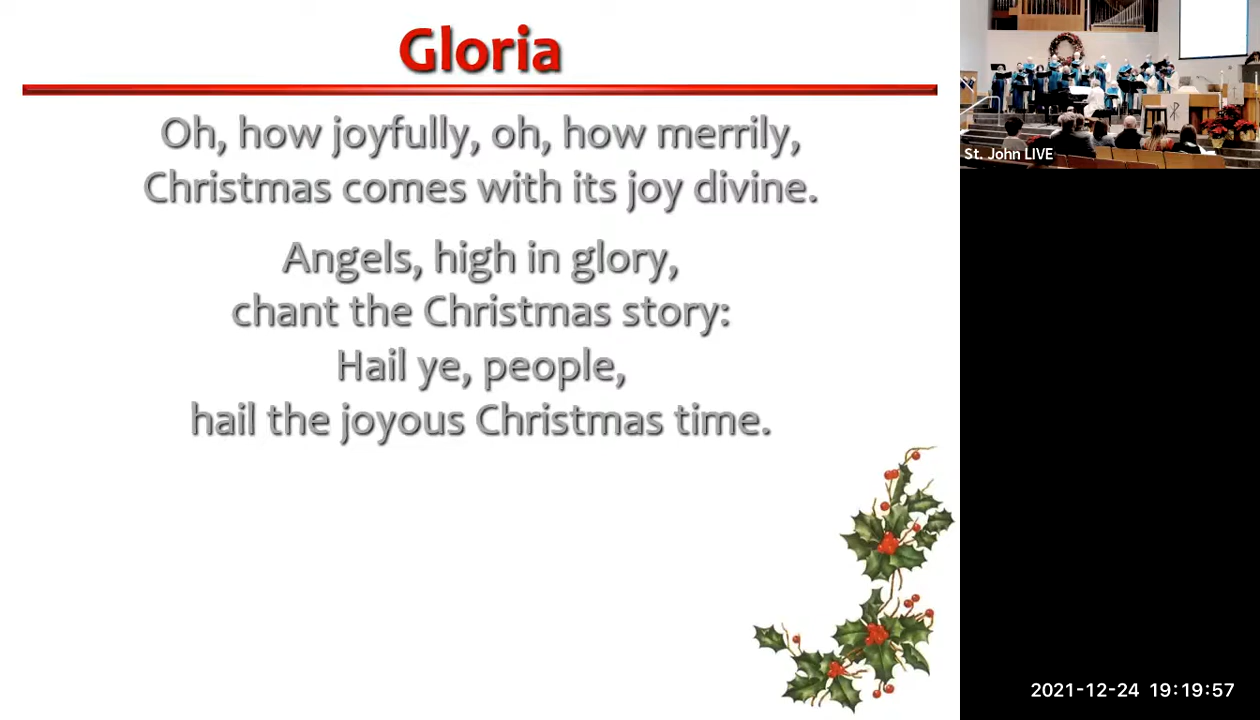 Gloria
Oh, how joyfully, oh, how merrily,
Christmas comes with its joy divine.
Angels, high in glory,
chant the Christmas story:
Hail ye, people,
hail the joyous Christmas time.
St. John LIVE
2021-12-24 19:19:57